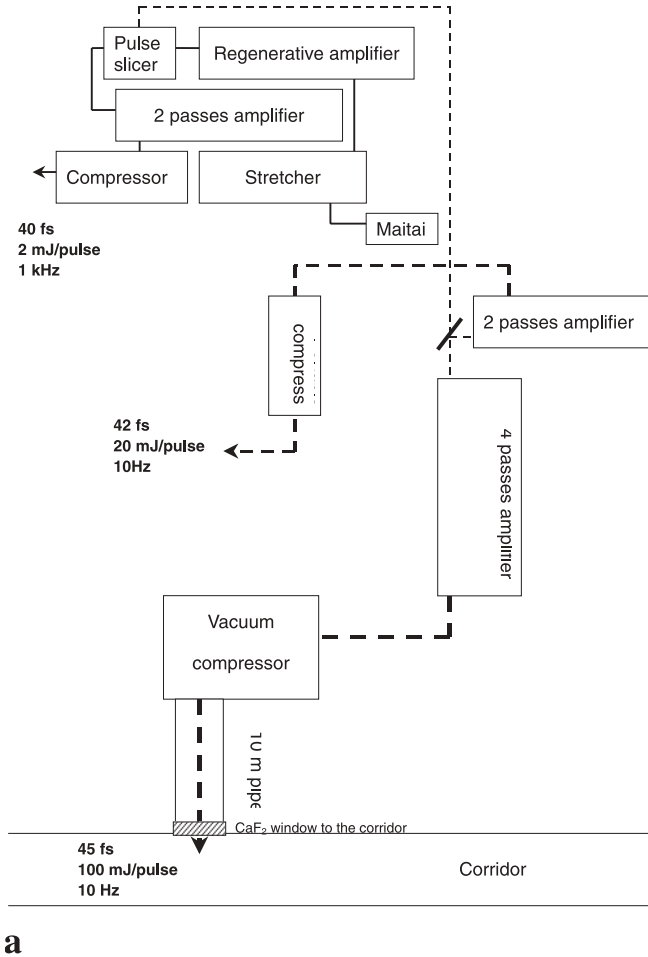 Pulse
slicer
Regenerative amplifier
2 passes amplifier
Compressor
Stretcher
Maitai
40 fs
2 mJ/pulse
1 kHz
2 passes amplifier
compress
42 fs
20 mJ/pulse
10Hz
4 passes amplifier
Vacuum
compressor
10 m pipe
CaF₂ window to the corridor
45 fs
100 mJ/pulse
10 Hz
Corridor
a